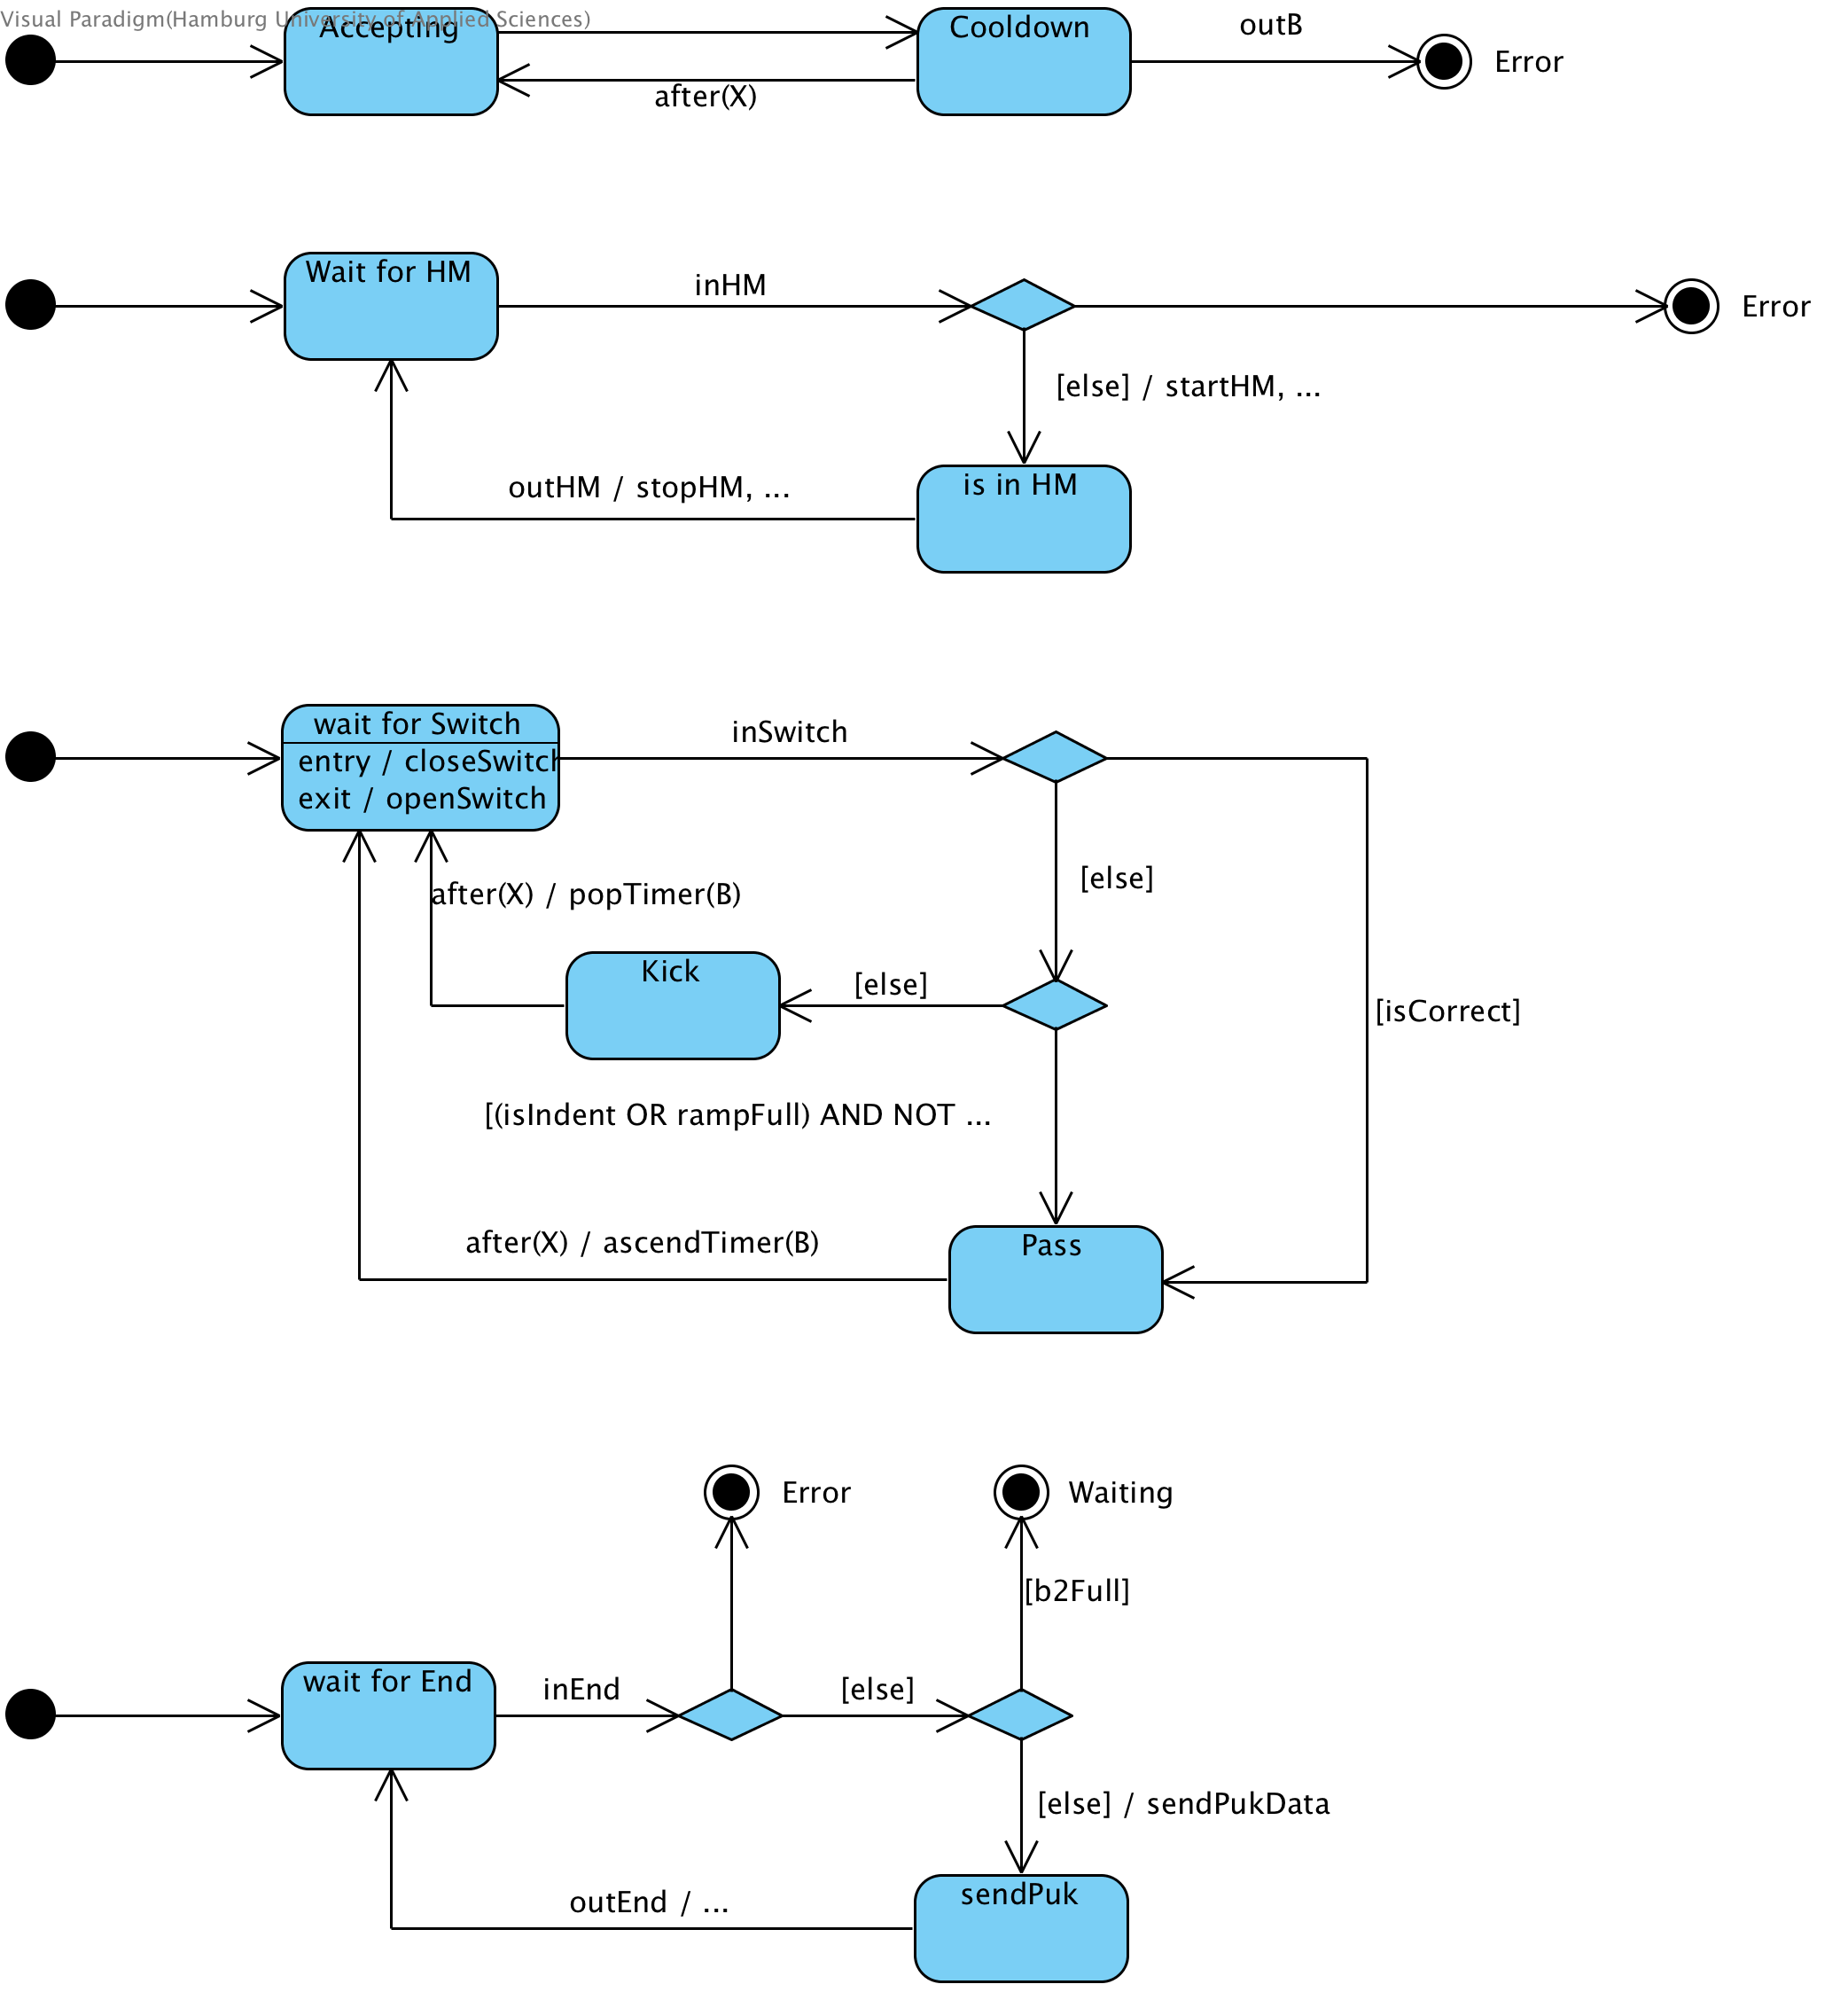 Visual Paradigm(Hamburg University of Applied Sciences)
Accepting
Cooldown
outB
Error
after(X)
Wait for HM
inHM
Error
[else] / startHM, ...
is in HM
outHM / stopHM, ...
wait for Switch
entry / closeSwitch
exit / openSwitch
inSwitch
[else]
after(X) / popTimer(B)
Kick
[else]
[isCorrect]
[(isIndent OR rampFull) AND NOT ...
after(X) / ascendTimer(B)
Pass
Error
Waiting
[b2Full]
wait for End
inEnd
[else]
[else] / sendPukData
sendPuk
outEnd / ...